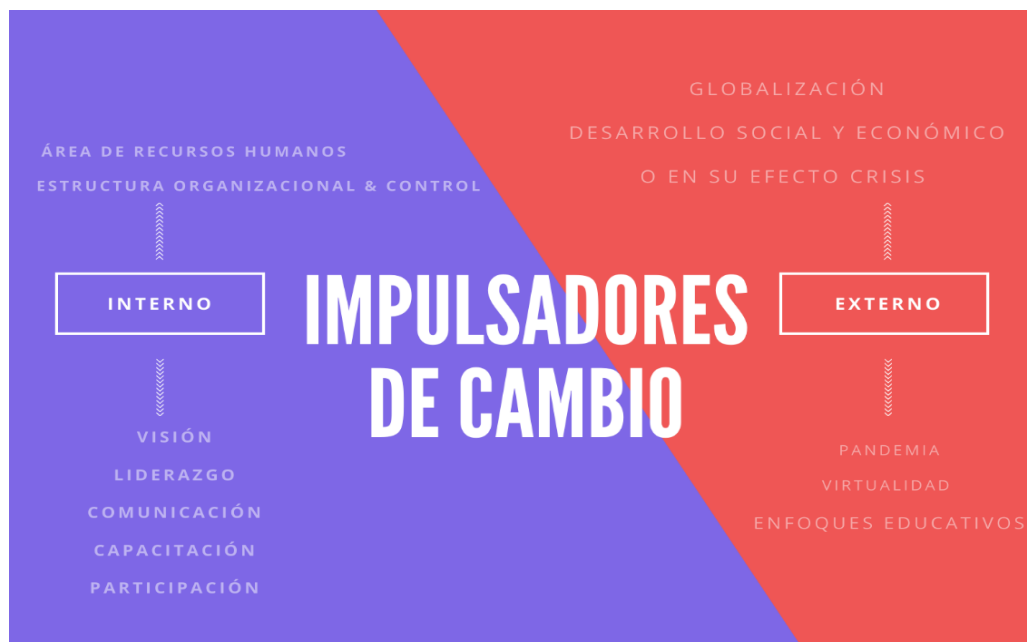 ÁREA DE RECURSOS HUMANOS
ESTRUCTURA ORGANIZACIONAL & CONTROL
INTERNO
VISIÓN
LIDERAZGO
COMUNICACIÓN
CAPACITACIÓN
PARTICIPACIÓN
IMPULSADORES
DE CAMBIO
GLOBALIZACIÓN
DESARROLLO SOCIAL Y ECONÓMICO
O EN SU EFECTO CRISIS
EXTERNO
PANDEMIA
VIRTUALIDAD
ENFOQUES EDUCATIVOS